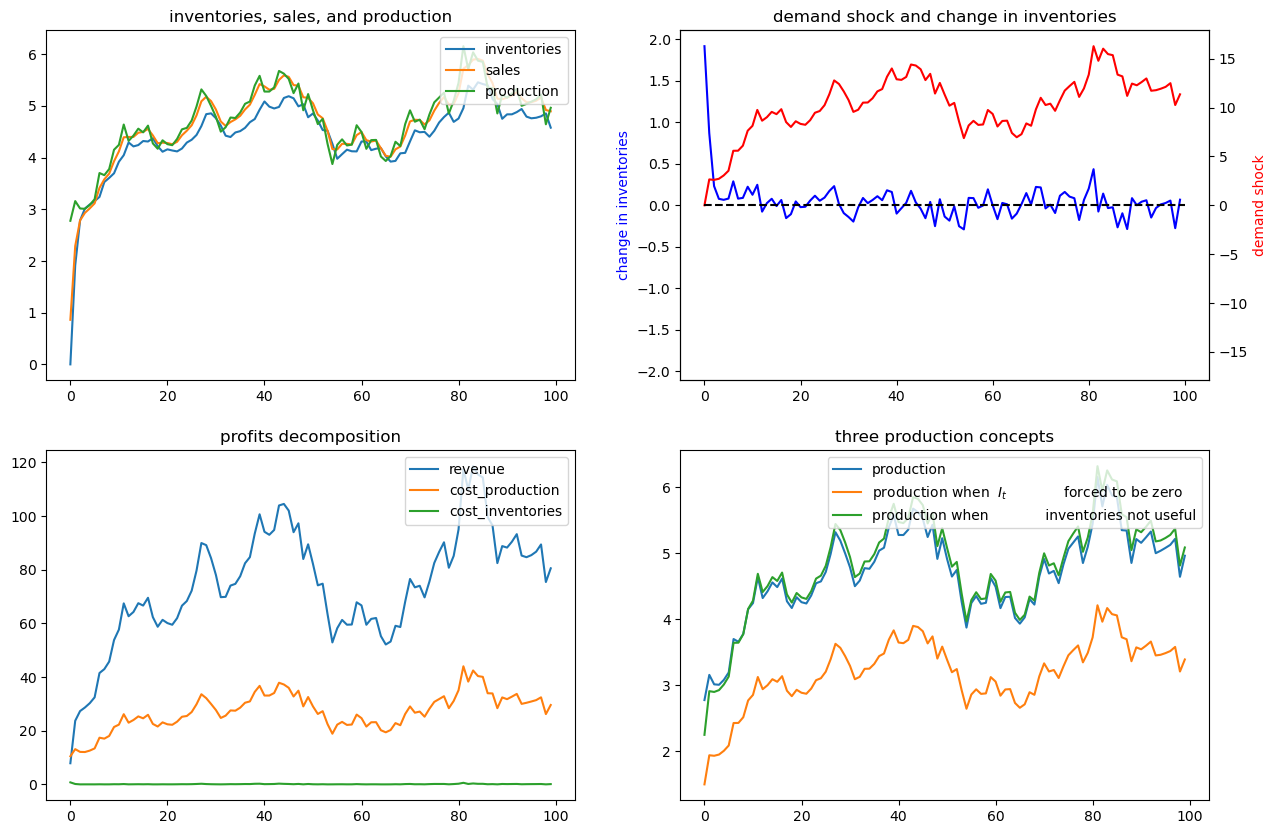 inventories, sales, and production
6
5
4
3
2
1
0
inventories
sales
production
0 20 40 60 80 100
demand shock and change in inventories
2.0
1.5
1.0
0.5
0.0
−0.5
−1.0
−1.5
−2.0
change in inventories
15
10
5
0
−5
−10
−15
demand shock
0 20 40 60 80 100
profits decomposition
120
100
80
60
40
20
0
revenue
cost_production
cost_inventories
0 20 40 60 80 100
three production concepts
6
5
4
3
2
production
production when I_t forced to be zero
production when inventories not useful
0 20 40 60 80 100